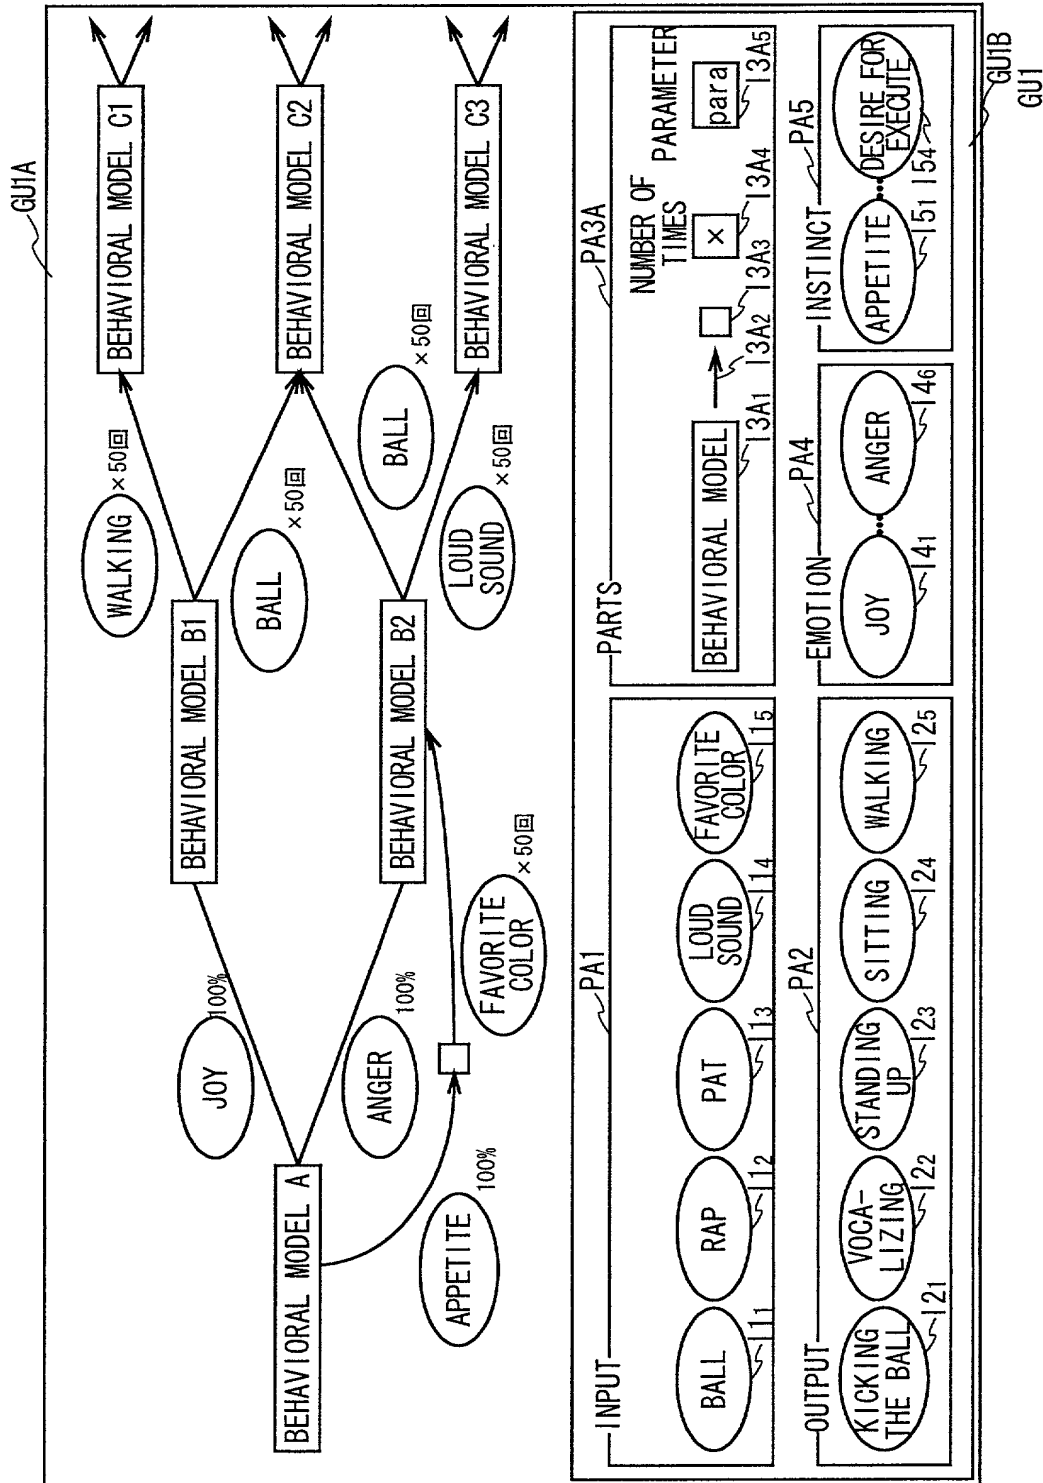 GU1A
BEHAVIORAL MODEL A
JOY
100%
ANGER
100%
APPETITE
100%
FAVORITE
COLOR
×50回
BEHAVIORAL MODEL B1
BEHAVIORAL MODEL B2
WALKING
×50回
BALL
×50回
BALL
×50回
LOUD
SOUND
×50回
BEHAVIORAL MODEL C1
BEHAVIORAL MODEL C2
BEHAVIORAL MODEL C3
INPUT
PA1
BALL
I11
RAP
I12
PAT
I13
LOUD
SOUND
I14
FAVORITE
COLOR
I15
PARTS
PA3A
BEHAVIORAL MODEL
I3A1
I3A2
I3A3
NUMBER OF
TIMES
×
I3A4
PARAMETER
para
I3A5
OUTPUT
PA2
KICKING
THE BALL
I21
VOCA-
LIZING
I22
STANDING
UP
I23
SITTING
I24
WALKING
I25
EMOTION
PA4
JOY
I41
ANGER
I46
INSTINCT
PA5
APPETITE
I51
DESIRE FOR
EXECUTE
I54
GU1B
GU1